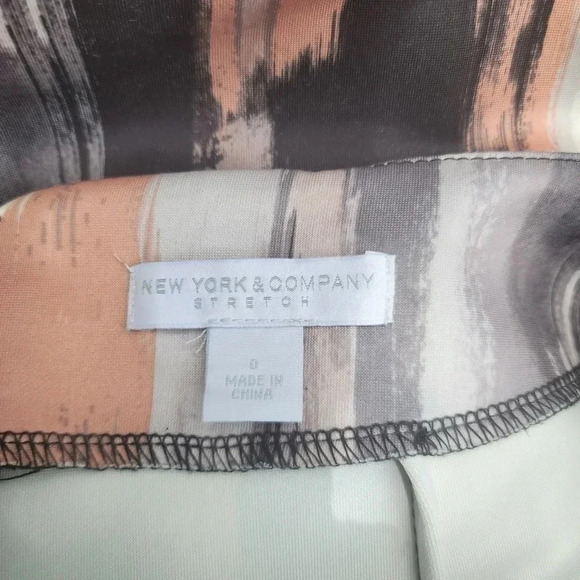 NEW YORK & COMPANY
STRETCH
0
MADE IN
CHINA